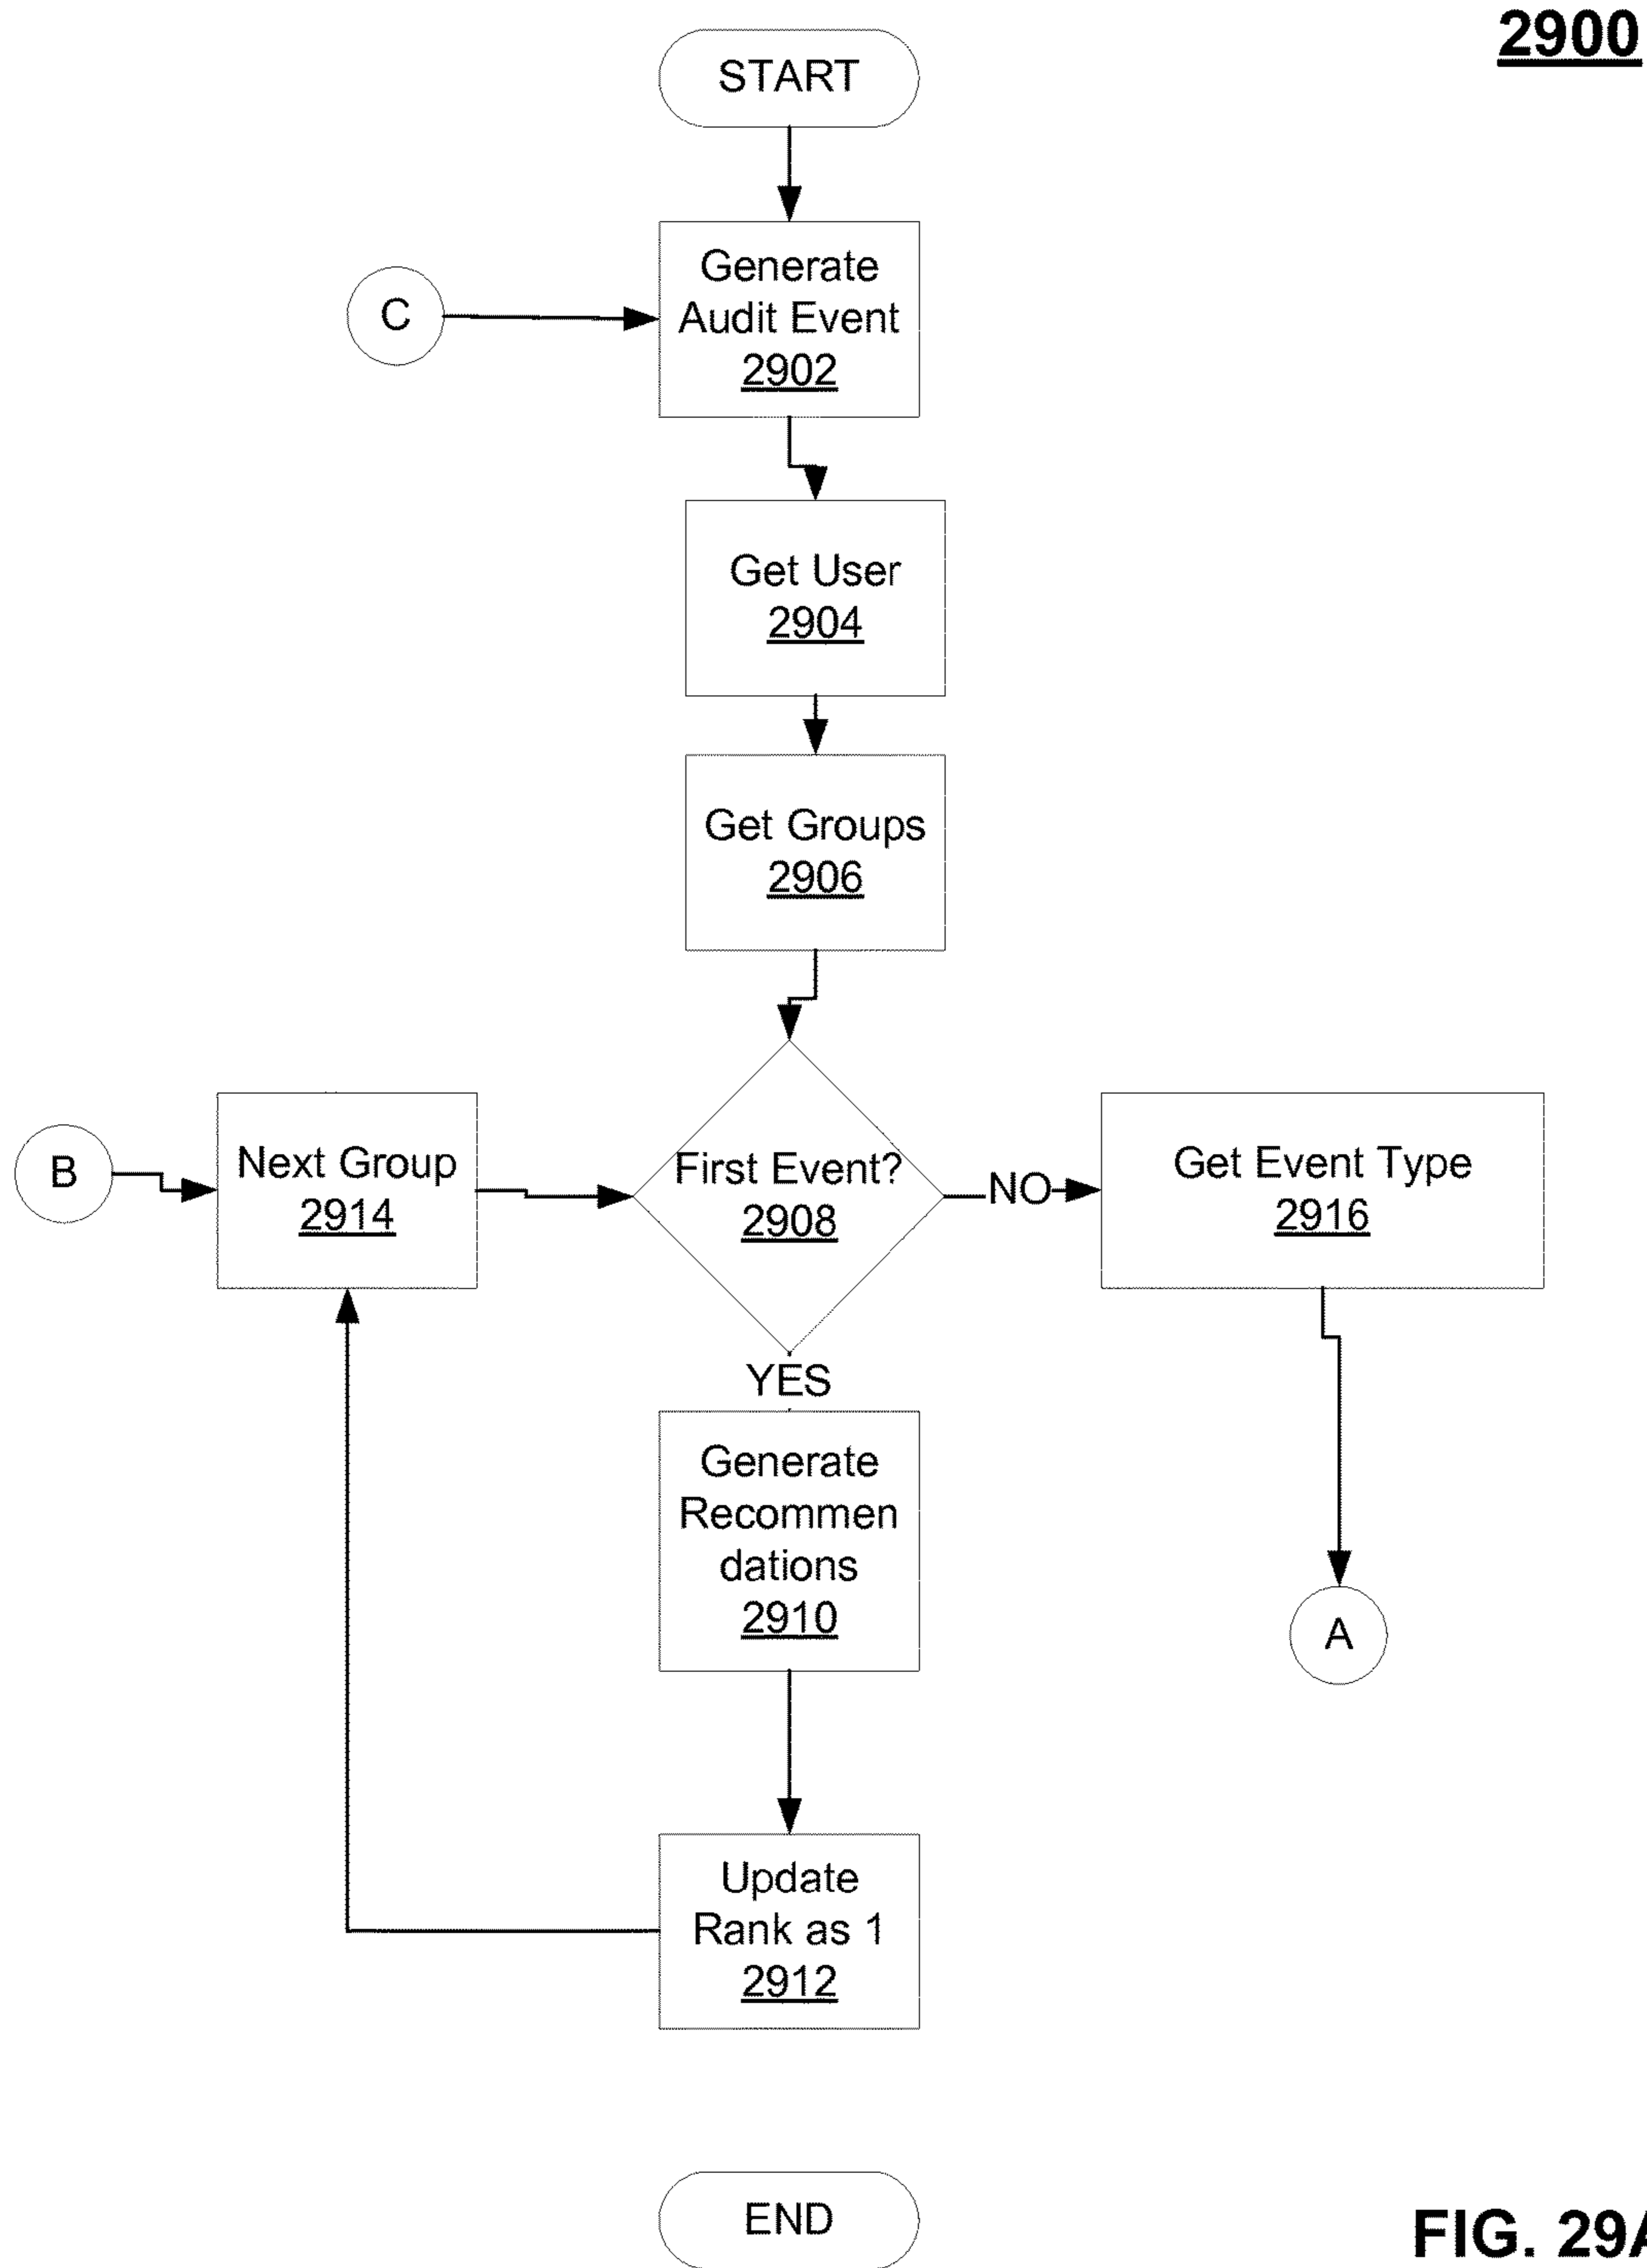 2900
START
Generate
Audit Event
2902
C
Get User
2904
Get Groups
2906
B
Next Group
2914
First Event?
2908
NO
Get Event Type
2916
YES
Generate
Recommen
dations
2910
A
Update
Rank as 1
2912
END
FIG. 29A